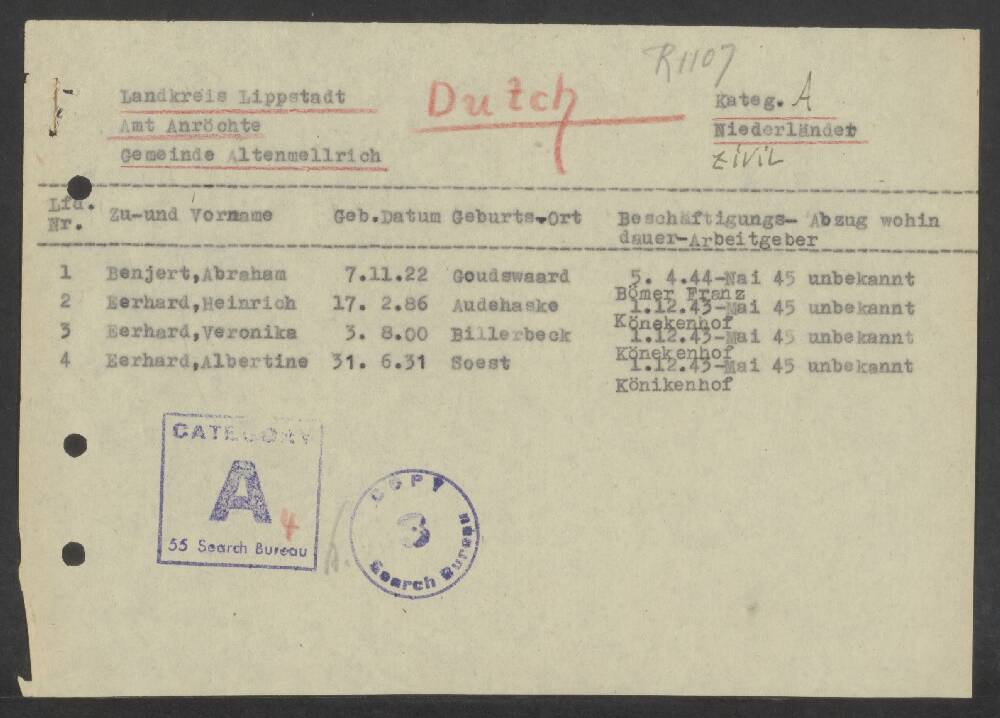 R1107
Landkreis Lippstadt
Dutch
Kateg. A
Amt Anröchte
Niederländer
Gemeinde Altenmellrich
zivil
Lfd. Nr. Zu-und Vorname Geb.Datum Geburts-Ort Beschäftigungs- Abzug wohin
dauer-Arbeitgeber
1 Benjert,Abraham 7.11.22 Goudswaard 5. 4.44-Mai 45 unbekannt
Bömer Franz
2 Eerhard,Heinrich 17. 2.86 Audehaske 1.12.43-Mai 45 unbekannt
Könekenhof
3 Eerhard,Veronika 3. 8.00 Billerbeck 1.12.43-Mai 45 unbekannt
Könekenhof
4 Eerhard,Albertine 31. 6.31 Soest 1.12.43-Mai 45 unbekannt
Könikenhof
CATEGORY
A
4
55 Search Bureau
COPY
3
Search Bureau